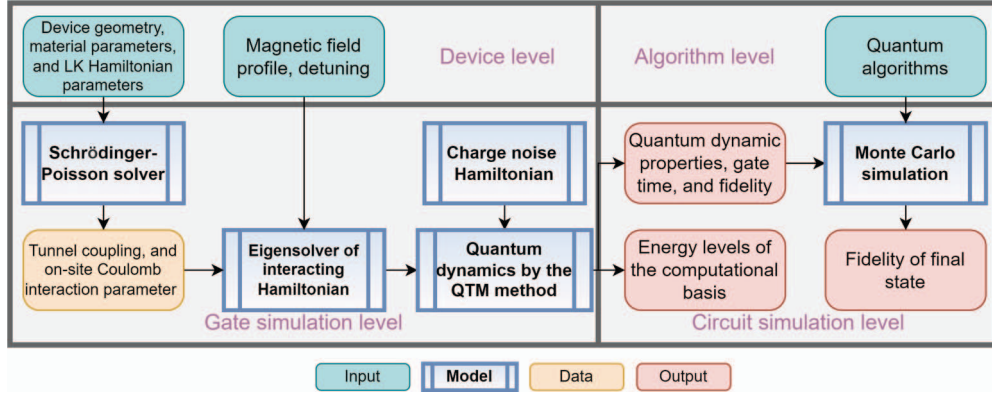 Device geometry,
material parameters,
and LK Hamiltonian
parameters
Magnetic field
profile, detuning
Device level
Algorithm level
Quantum
algorithms
Schrödinger-
Poisson solver
Charge noise
Hamiltonian
Quantum dynamic
properties, gate
time, and fidelity
Monte Carlo
simulation
Tunnel coupling, and
on-site Coulomb
interaction parameter
Eigensolver of
interacting
Hamiltonian
Quantum
dynamics by the
QTM method
Energy levels of
the computational
basis
Fidelity of final
state
Gate simulation level
Circuit simulation level
Input
Model
Data
Output